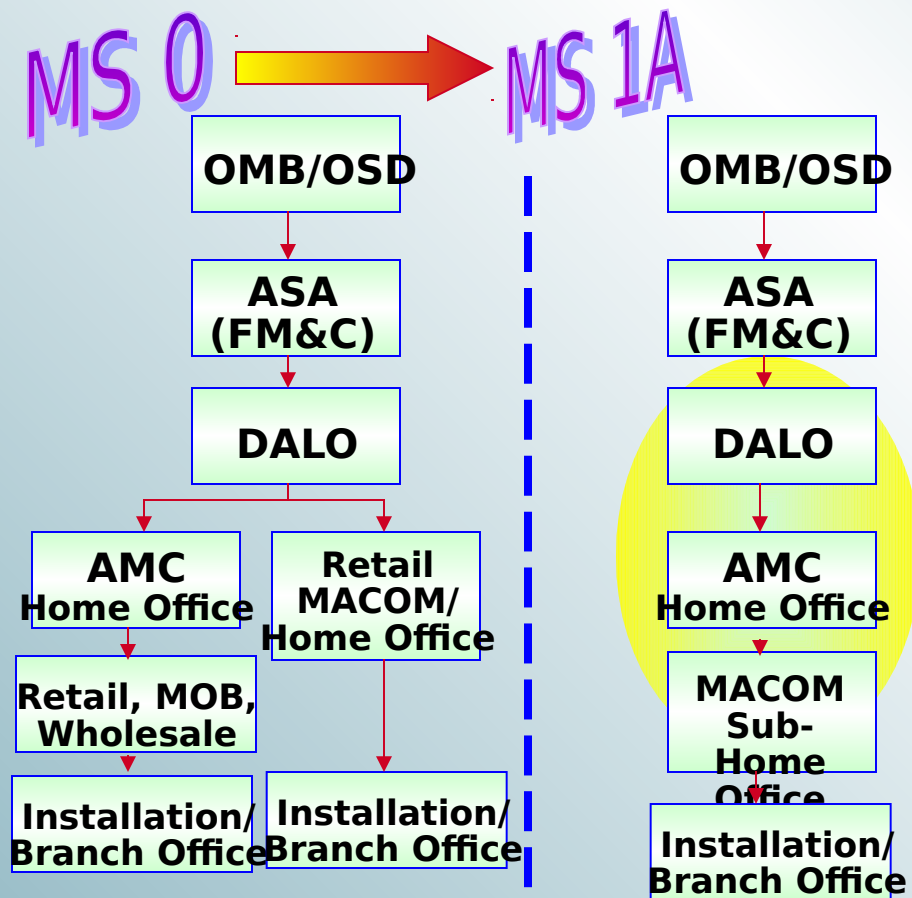 MS 0
MS 1A
OMB/OSD
ASA
(FM&C)
DALO
AMC
Home Office
Retail
MACOM/
Home Office
Retail, MOB,
Wholesale
Installation/
Branch Office
Installation/
Branch Office
OMB/OSD
ASA
(FM&C)
DALO
AMC
Home Office
MACOM
Sub-
Home
Office
Installation/
Branch Office